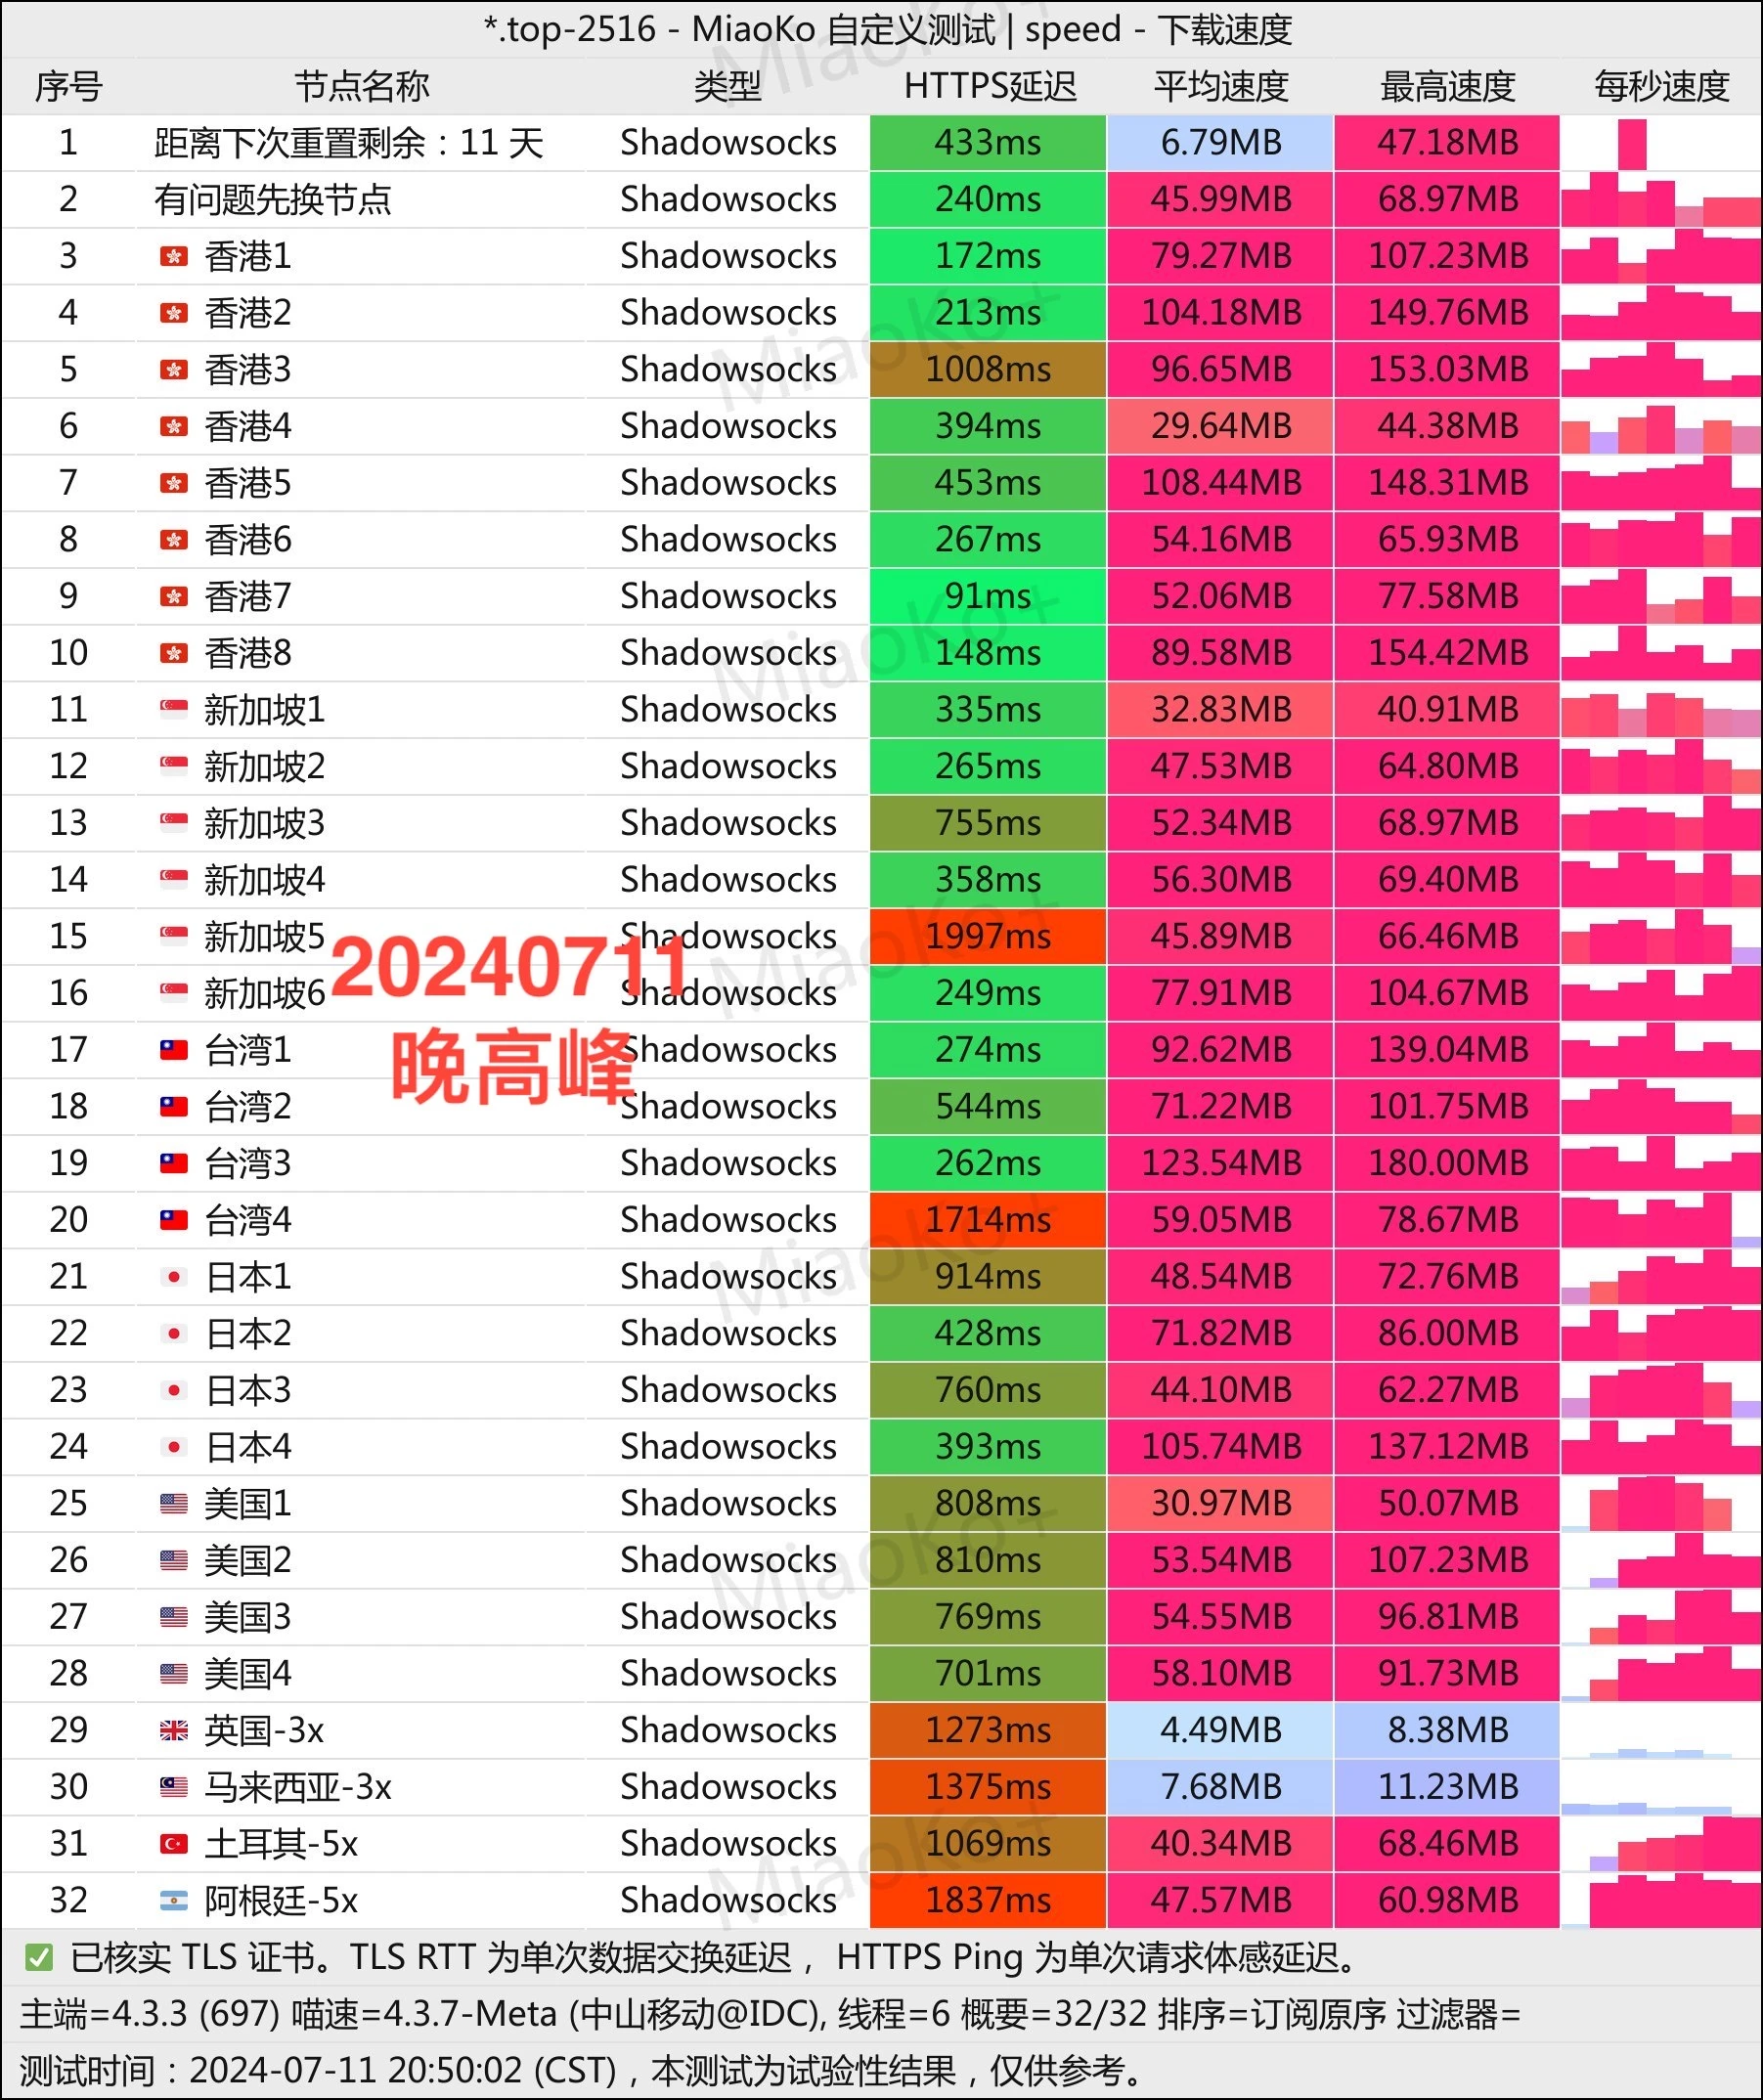 *.top-2516 - MiaoKo 自定义测试 | speed - 下载速度
序号 节点名称 类型 HTTPS延迟 平均速度 最高速度 每秒速度
1 距离下次重置剩余：11 天 Shadowsocks 433ms 6.79MB 47.18MB
2 有问题先换节点 Shadowsocks 240ms 45.99MB 68.97MB
3 香港1 Shadowsocks 172ms 79.27MB 107.23MB
4 香港2 Shadowsocks 213ms 104.18MB 149.76MB
5 香港3 Shadowsocks 1008ms 96.65MB 153.03MB
6 香港4 Shadowsocks 394ms 29.64MB 44.38MB
7 香港5 Shadowsocks 453ms 108.44MB 148.31MB
8 香港6 Shadowsocks 267ms 54.16MB 65.93MB
9 香港7 Shadowsocks 91ms 52.06MB 77.58MB
10 香港8 Shadowsocks 148ms 89.58MB 154.42MB
11 新加坡1 Shadowsocks 335ms 32.83MB 40.91MB
12 新加坡2 Shadowsocks 265ms 47.53MB 64.80MB
13 新加坡3 Shadowsocks 755ms 52.34MB 68.97MB
14 新加坡4 Shadowsocks 358ms 56.30MB 69.40MB
15 新加坡5 Shadowsocks 1997ms 45.89MB 66.46MB
20240711
16 新加坡6 Shadowsocks 249ms 77.91MB 104.67MB
17 台湾1 Shadowsocks 274ms 92.62MB 139.04MB
晚高峰
18 台湾2 Shadowsocks 544ms 71.22MB 101.75MB
19 台湾3 Shadowsocks 262ms 123.54MB 180.00MB
20 台湾4 Shadowsocks 1714ms 59.05MB 78.67MB
21 日本1 Shadowsocks 914ms 48.54MB 72.76MB
22 日本2 Shadowsocks 428ms 71.82MB 86.00MB
23 日本3 Shadowsocks 760ms 44.10MB 62.27MB
24 日本4 Shadowsocks 393ms 105.74MB 137.12MB
25 美国1 Shadowsocks 808ms 30.97MB 50.07MB
26 美国2 Shadowsocks 810ms 53.54MB 107.23MB
27 美国3 Shadowsocks 769ms 54.55MB 96.81MB
28 美国4 Shadowsocks 701ms 58.10MB 91.73MB
29 英国-3x Shadowsocks 1273ms 4.49MB 8.38MB
30 马来西亚-3x Shadowsocks 1375ms 7.68MB 11.23MB
31 土耳其-5x Shadowsocks 1069ms 40.34MB 68.46MB
32 阿根廷-5x Shadowsocks 1837ms 47.57MB 60.98MB
✅ 已核实 TLS 证书。TLS RTT 为单次数据交换延迟，HTTPS Ping 为单次请求体感延迟。
主端=4.3.3 (697) 喵速=4.3.7-Meta (中山移动@IDC), 线程=6 概要=32/32 排序=订阅原序 过滤器=
测试时间：2024-07-11 20:50:02 (CST)，本测试为试验性结果，仅供参考。
MiaoKo+
MiaoKo+
MiaoKo+
MiaoKo+
MiaoKo+
MiaoKo+
MiaoKo+